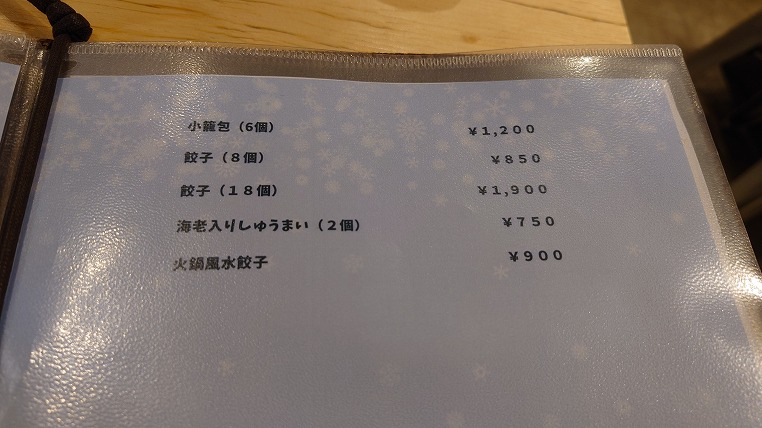 小籠包（6個） ￥1,200
餃子（８個） ￥８５０
餃子（１８個） ￥１,９００
海老入りしゅうまい（２個） ￥７５０
火鍋風水餃子 ￥９００